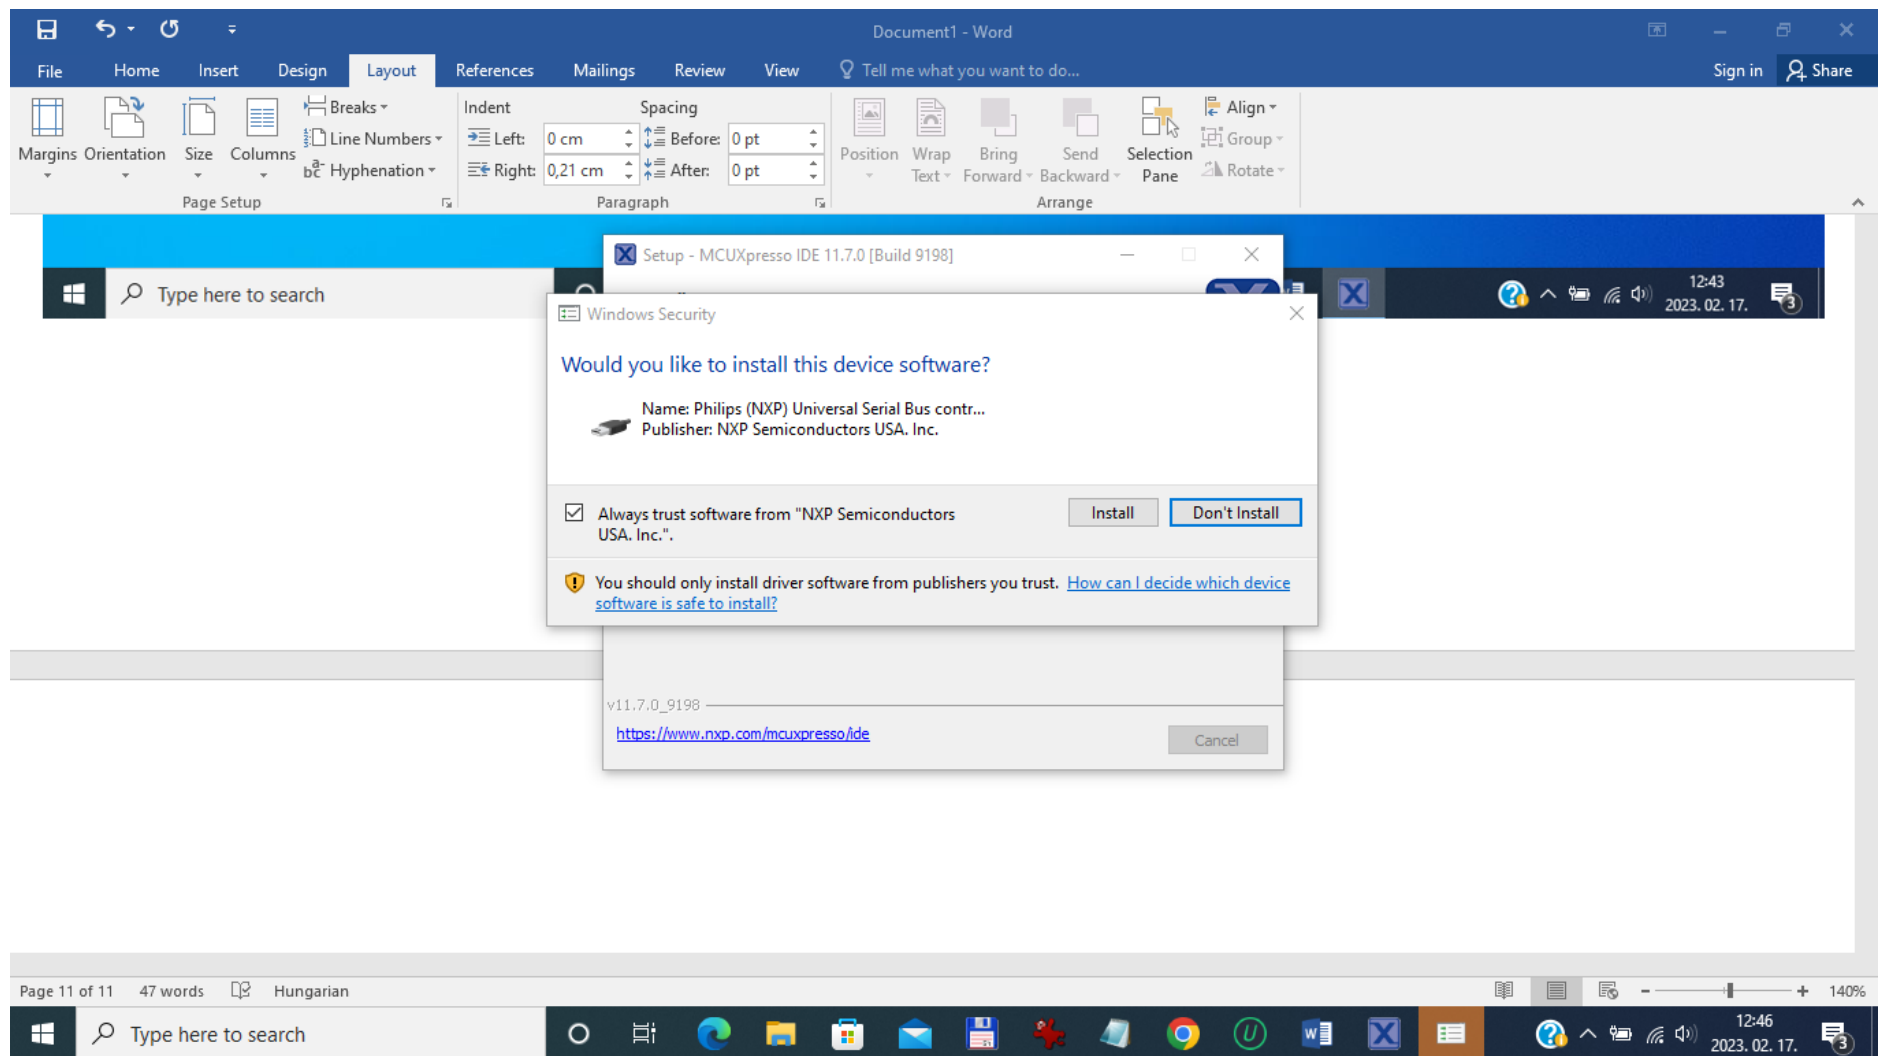 Document1 - Word
File Home Insert Design Layout References Mailings Review View Tell me what you want to do... Sign in Share
Margins Orientation Size Columns
Breaks
Line Numbers
Hyphenation
Page Setup
Indent Spacing
Left: 0 cm Before: 0 pt
Right: 0,21 cm After: 0 pt
Paragraph
Position Wrap Text Bring Forward Send Backward Selection Pane
Align
Group
Rotate
Arrange
Setup - MCUXpresso IDE 11.7.0 [Build 9198]
Type here to search
12:43
2023. 02. 17.
3
Windows Security
Would you like to install this device software?
Name: Philips (NXP) Universal Serial Bus contr...
Publisher: NXP Semiconductors USA. Inc.
Always trust software from "NXP Semiconductors
USA. Inc.".
Install Don't Install
You should only install driver software from publishers you trust. How can I decide which device
software is safe to install?
v11.7.0_9198
https://www.nxp.com/mcuxpresso/ide
Cancel
Page 11 of 11 47 words Hungarian 140%
Type here to search
12:46
2023. 02. 17.
3